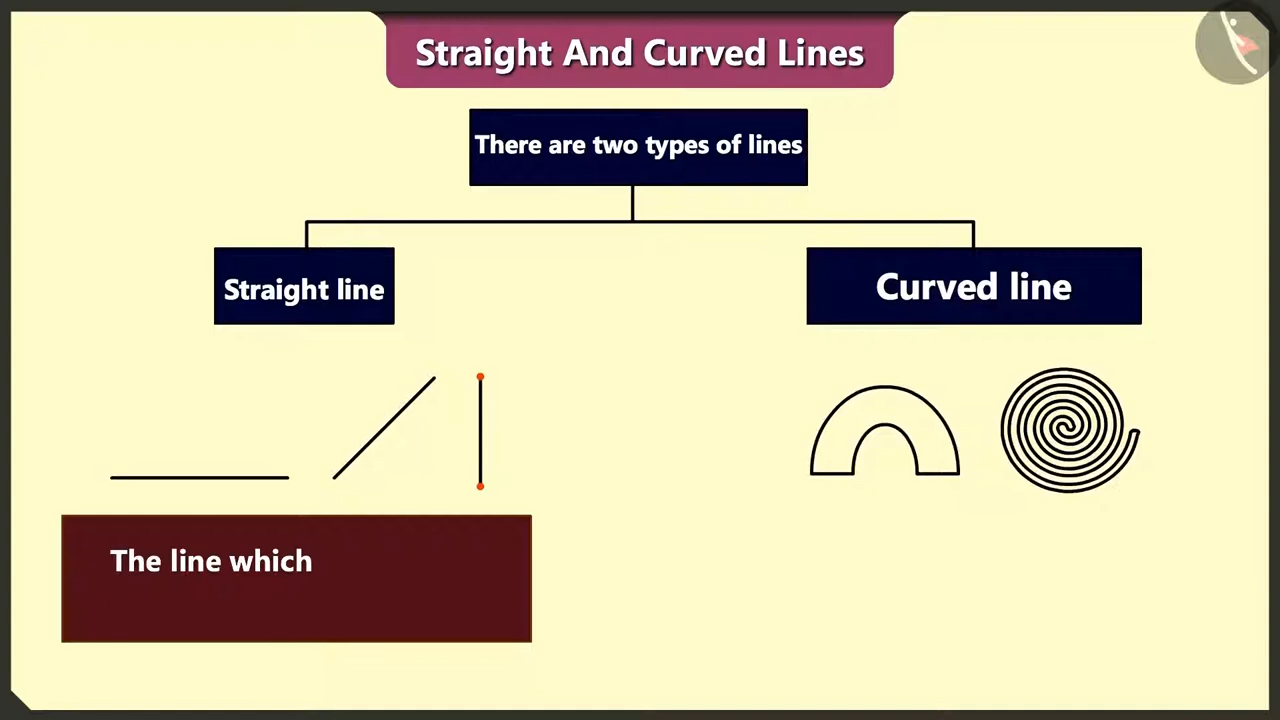 Straight And Curved Lines
There are two types of lines
Straight line
Curved line
The line which